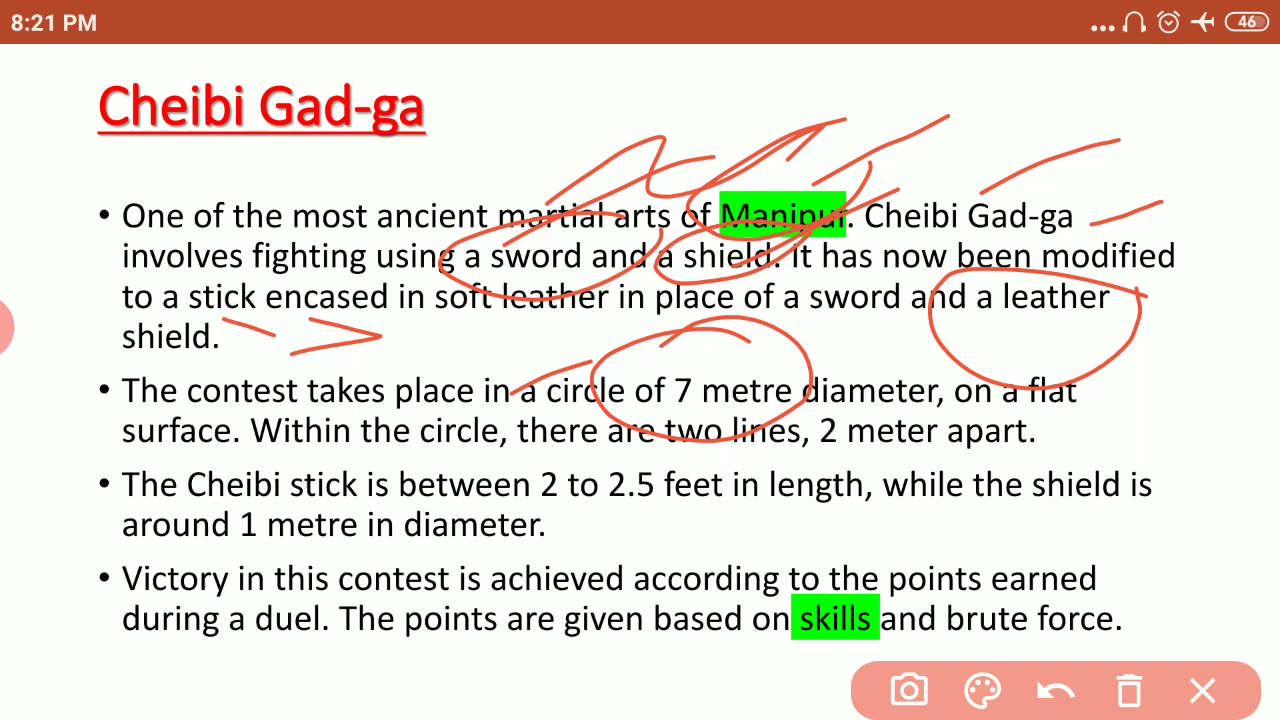 8:21 PM
46
Cheibi Gad-ga
• One of the most ancient martial arts of Manipur. Cheibi Gad-ga
involves fighting using a sword and a shield. It has now been modified
to a stick encased in soft leather in place of a sword and a leather
shield.
• The contest takes place in a circle of 7 metre diameter, on a flat
surface. Within the circle, there are two lines, 2 meter apart.
• The Cheibi stick is between 2 to 2.5 feet in length, while the shield is
around 1 metre in diameter.
• Victory in this contest is achieved according to the points earned
during a duel. The points are given based on skills and brute force.